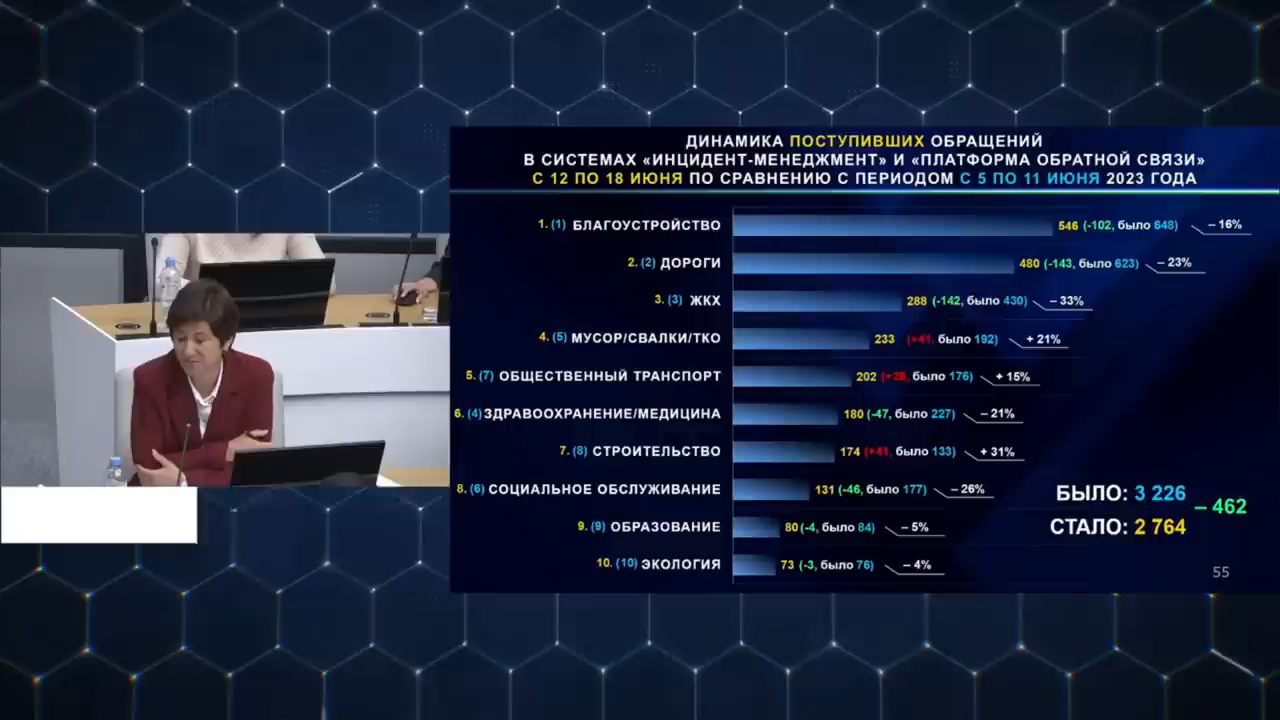 ДИНАМИКА ПОСТУПИВШИХ ОБРАЩЕНИЙ
В СИСТЕМАХ «ИНЦИДЕНТ-МЕНЕДЖМЕНТ» И «ПЛАТФОРМА ОБРАТНОЙ СВЯЗИ»
С 12 ПО 18 ИЮНЯ ПО СРАВНЕНИЮ С ПЕРИОДОМ С 5 ПО 11 ИЮНЯ 2023 ГОДА
1. (1) БЛАГОУСТРОЙСТВО 546 (-102, было 648) – 16%
2. (2) ДОРОГИ 480 (-143, было 623) – 23%
3. (3) ЖКХ 288 (-142, было 430) – 33%
4. (5) МУСОР/СВАЛКИ/ТКО 233 (+41, было 192) + 21%
5. (7) ОБЩЕСТВЕННЫЙ ТРАНСПОРТ 202 (+26, было 176) + 15%
6. (4) ЗДРАВООХРАНЕНИЕ/МЕДИЦИНА 180 (-47, было 227) – 21%
7. (8) СТРОИТЕЛЬСТВО 174 (+41, было 133) + 31%
8. (6) СОЦИАЛЬНОЕ ОБСЛУЖИВАНИЕ 131 (-46, было 177) – 26%
9. (9) ОБРАЗОВАНИЕ 80 (-4, было 84) – 5%
10. (10) ЭКОЛОГИЯ 73 (-3, было 76) – 4%
БЫЛО: 3 226
– 462
СТАЛО: 2 764
55